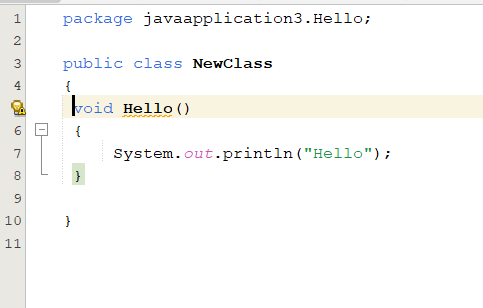 1 package javaapplication3.Hello;
2
3 public class NewClass
4 {
void Hello()
6 {
7 System.out.println("Hello");
8 }
9
10 }
11